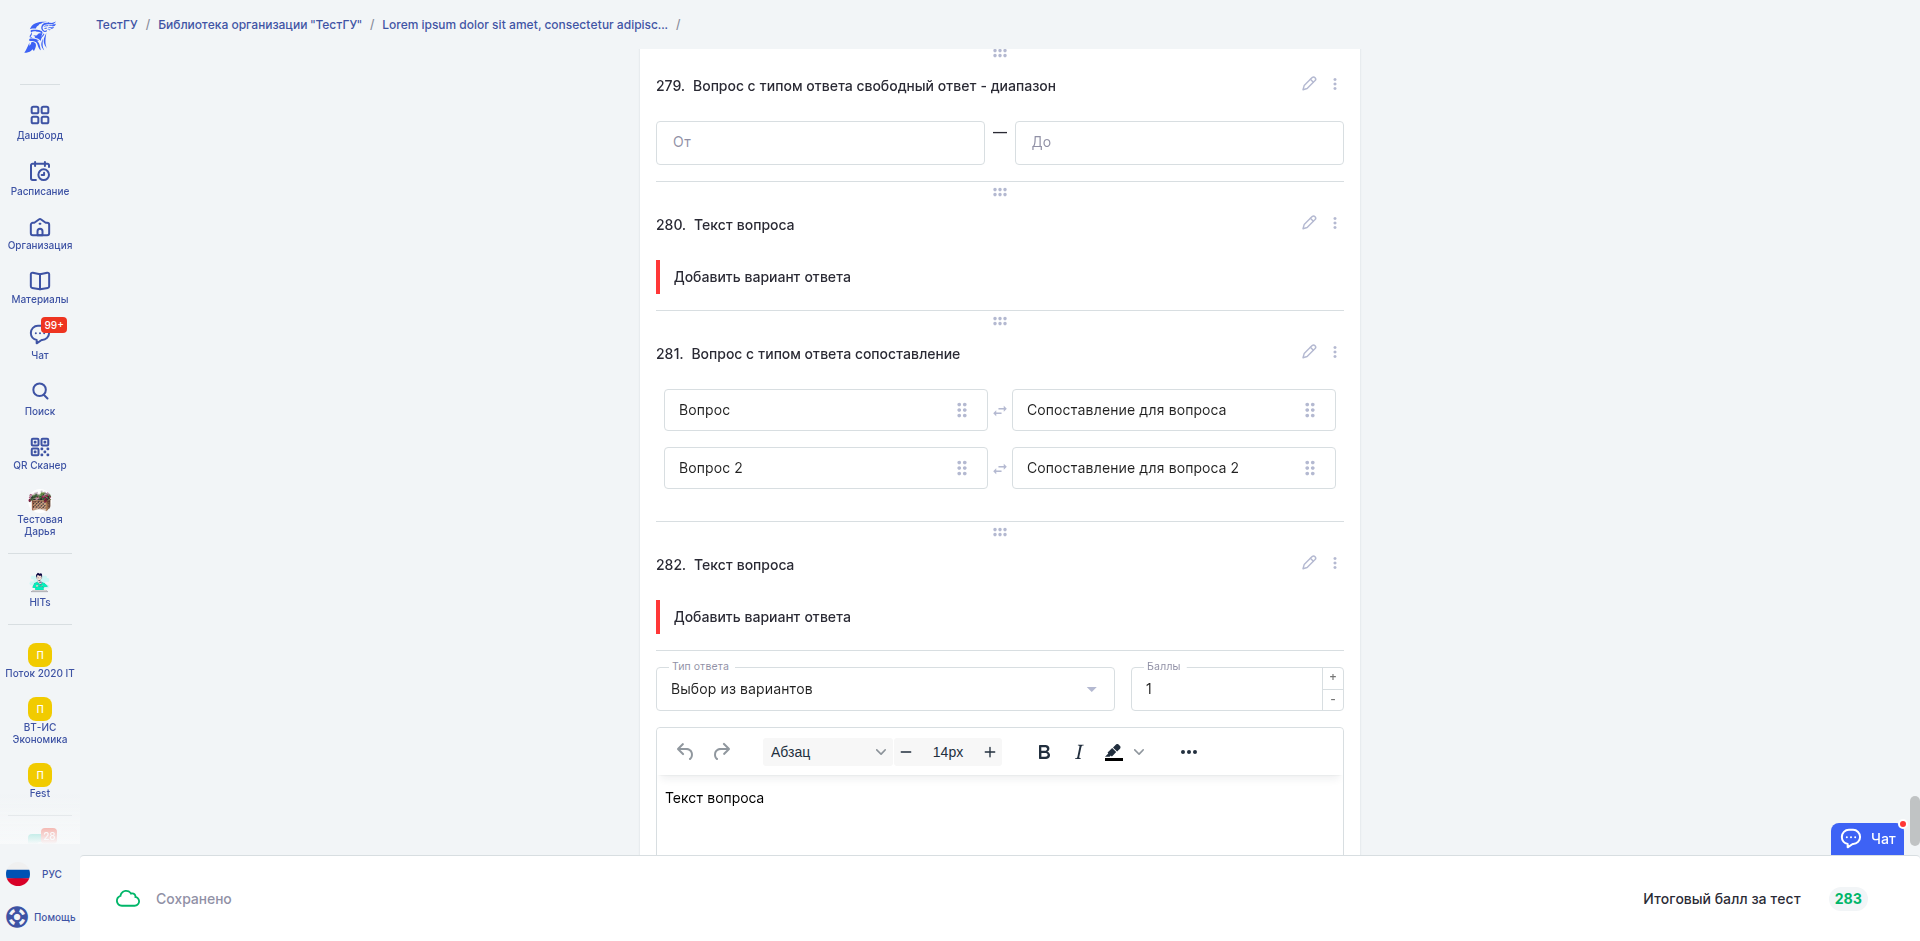 ТестГУ / Библиотека организации "ТестГУ" / Lorem ipsum dolor sit amet, consectetur adipisc... /
Дашборд
Расписание
Организация
Материалы
99+
Чат
Поиск
QR Сканер
Тестовая
Дарья
HITs
П
Поток 2020 IT
П
ВТ-ИС
Экономика
П
Fest
28
РУС
Помощь
279. Вопрос с типом ответа свободный ответ - диапазон
От — До
280. Текст вопроса
Добавить вариант ответа
281. Вопрос с типом ответа сопоставление
Вопрос Сопоставление для вопроса
Вопрос 2 Сопоставление для вопроса 2
282. Текст вопроса
Добавить вариант ответа
Тип ответа Баллы
Выбор из вариантов 1 + -
Абзац − 14px + B I ...
Текст вопроса
Чат
Сохранено Итоговый балл за тест 283